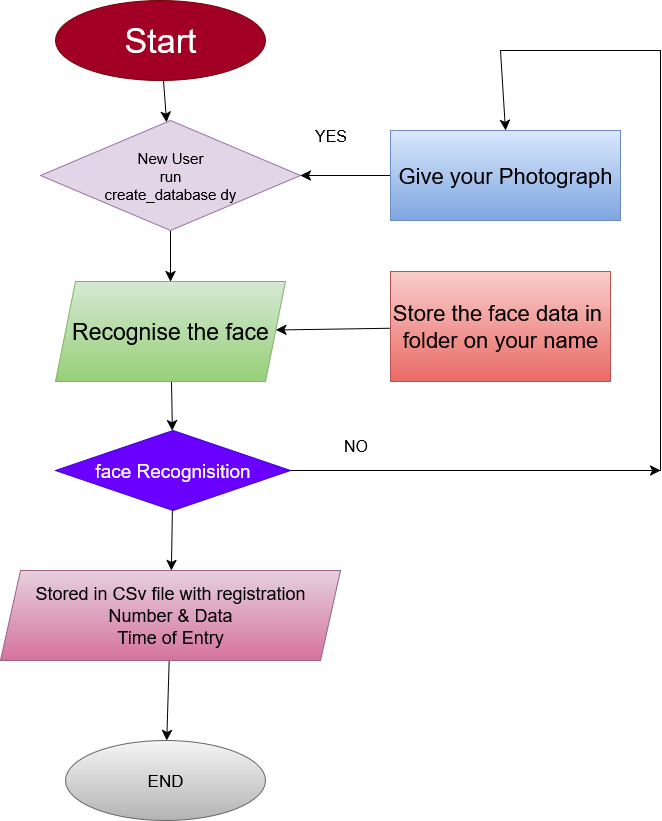 Start
New User
run
create_database dy
YES
Give your Photograph
Recognise the face
Store the face data in
folder on your name
face Recognisition
NO
Stored in CSv file with registration
Number & Data
Time of Entry
END